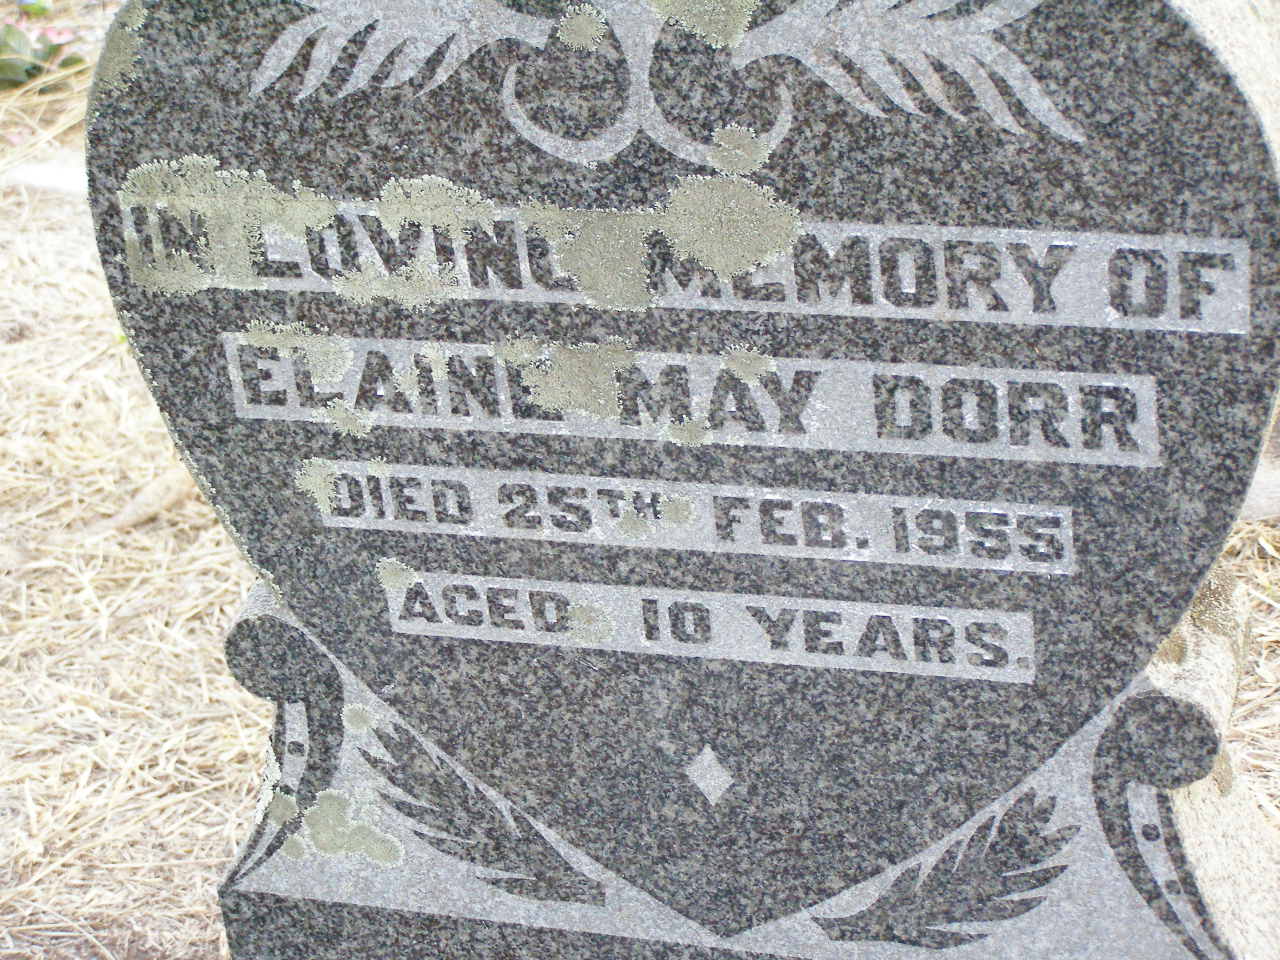 IN LOVING MEMORY OF
ELAINE MAY DORR
DIED 25TH FEB. 1955
AGED 10 YEARS.